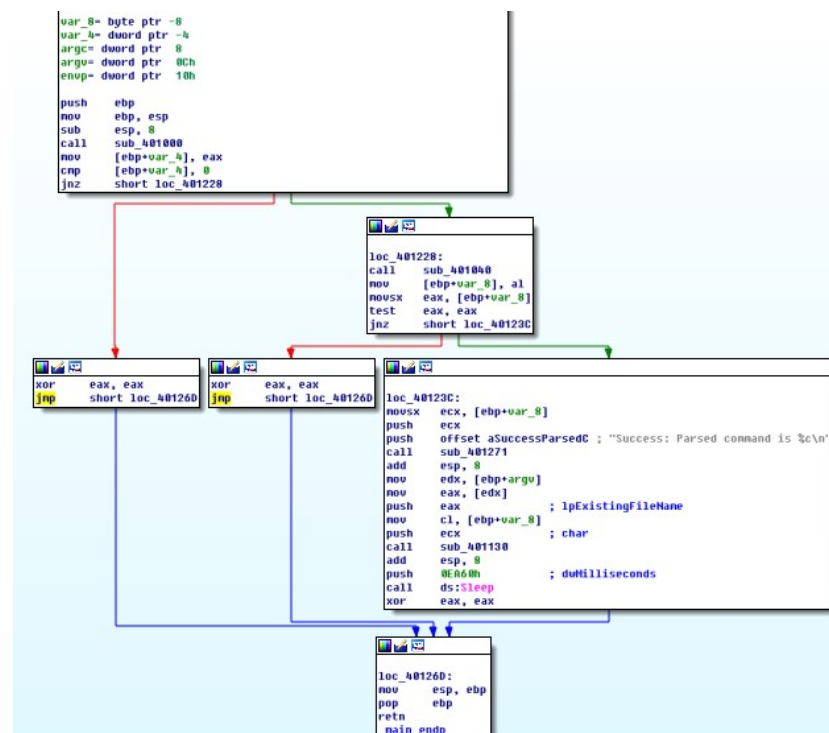 var_8= byte ptr -8
var_4= dword ptr -4
argc= dword ptr  8
argv= dword ptr  0Ch
envp= dword ptr  10h
push    ebp
mov     ebp, esp
sub     esp, 8
call    sub_401000
mov     [ebp+var_4], eax
cmp     [ebp+var_4], 0
jnz     short loc_401228
loc_401228:
call    sub_401040
mov     [ebp+var_8], al
movsx   eax, [ebp+var_8]
test    eax, eax
jnz     short loc_40123C
xor     eax, eax
jmp     short loc_40126D
xor     eax, eax
jmp     short loc_40126D
loc_40123C:
movsx   ecx, [ebp+var_8]
push    ecx
push    offset aSuccessParsedC ; "Success: Parsed command is %c\n"
call    sub_401271
add     esp, 8
mov     edx, [ebp+argv]
mov     eax, [edx]
push    eax             ; lpExistingFileName
mov     cl, [ebp+var_8]
push    ecx             ; char
call    sub_401130
add     esp, 8
push    0EA60h          ; dwMilliseconds
call    ds:Sleep
xor     eax, eax
loc_40126D:
mov     esp, ebp
pop     ebp
retn
_main endp